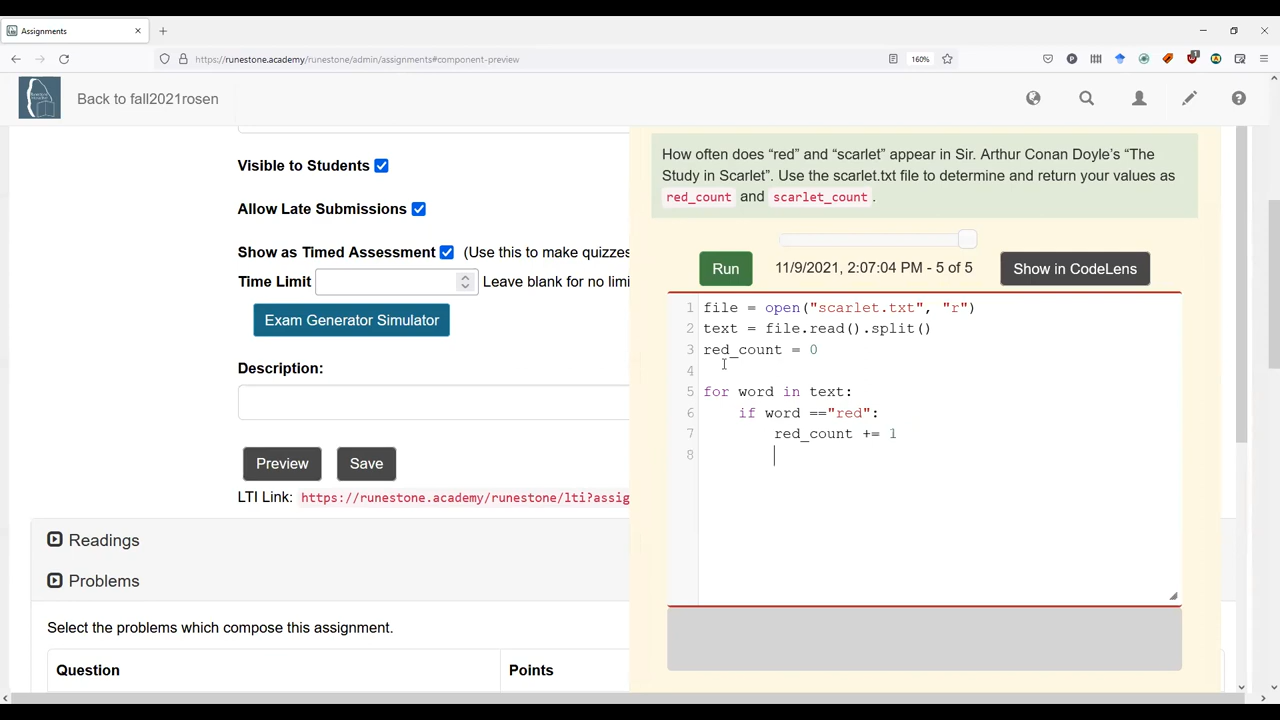 Assignments
https://runestone.academy/runestone/admin/assignments#component-preview
160%
Back to fall2021rosen
Visible to Students
Allow Late Submissions
Show as Timed Assessment (Use this to make quizzes
Time Limit Leave blank for no limi
Exam Generator Simulator
Description:
Preview Save
LTI Link: https://runestone.academy/runestone/lti?assig
Readings
Problems
Select the problems which compose this assignment.
Question Points
How often does “red” and “scarlet” appear in Sir. Arthur Conan Doyle’s “The
Study in Scarlet”. Use the scarlet.txt file to determine and return your values as
red_count and scarlet_count.
Run 11/9/2021, 2:07:04 PM - 5 of 5 Show in CodeLens
1 file = open("scarlet.txt", "r")
2 text = file.read().split()
3 red_count = 0
4
5 for word in text:
6 if word =="red":
7 red_count += 1
8